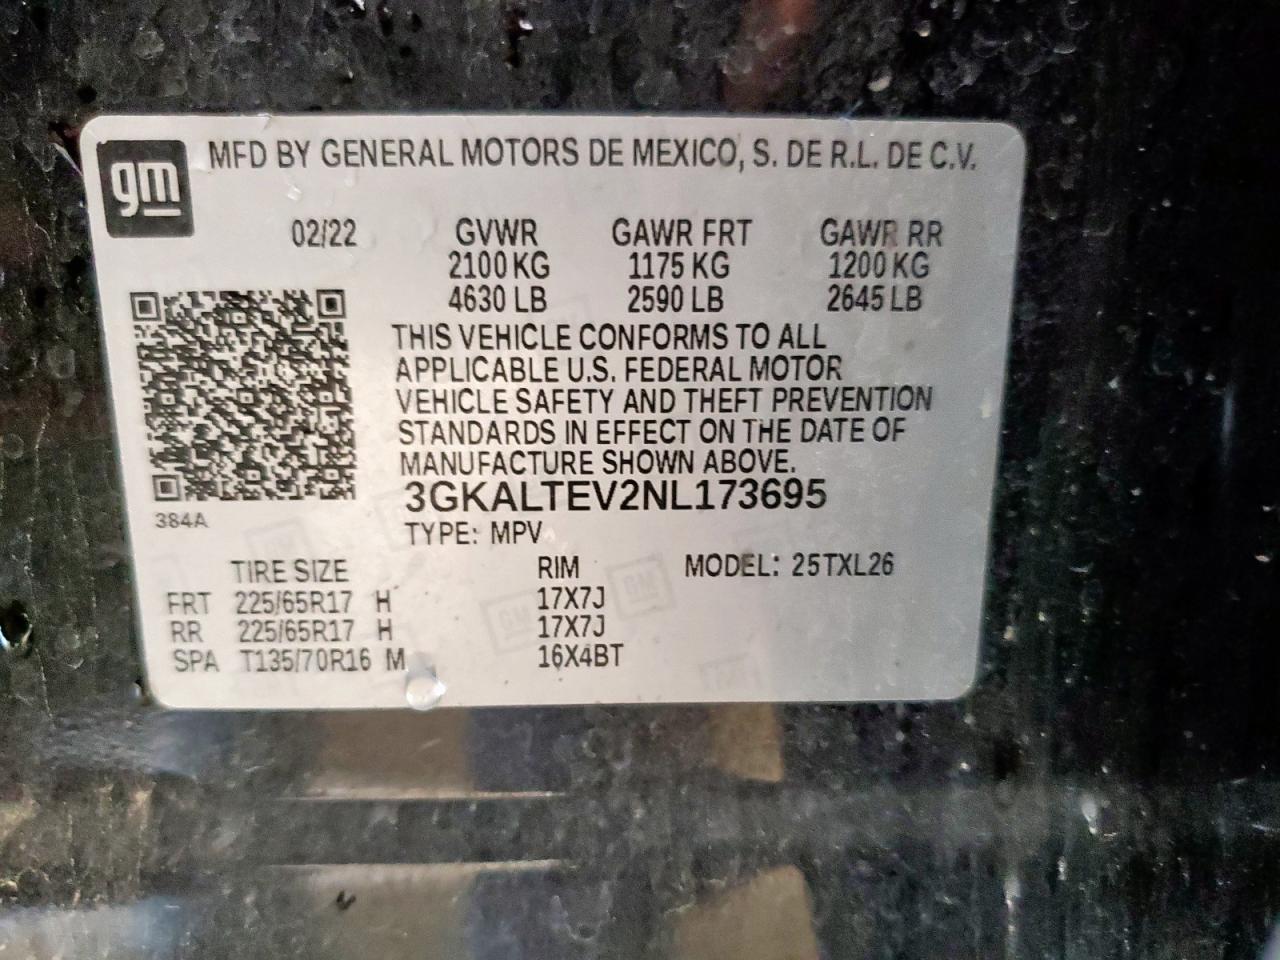 gm
MFD BY GENERAL MOTORS DE MEXICO, S. DE R.L. DE C.V.
02/22 GVWR GAWR FRT GAWR RR
2100 KG 1175 KG 1200 KG
4630 LB 2590 LB 2645 LB
THIS VEHICLE CONFORMS TO ALL
APPLICABLE U.S. FEDERAL MOTOR
VEHICLE SAFETY AND THEFT PREVENTION
STANDARDS IN EFFECT ON THE DATE OF
MANUFACTURE SHOWN ABOVE.
3GKALTEV2NL173695
384A
TYPE: MPV
TIRE SIZE RIM MODEL: 25TXL26
FRT 225/65R17 H 17X7J
RR 225/65R17 H 17X7J
SPA T135/70R16 M 16X4BT